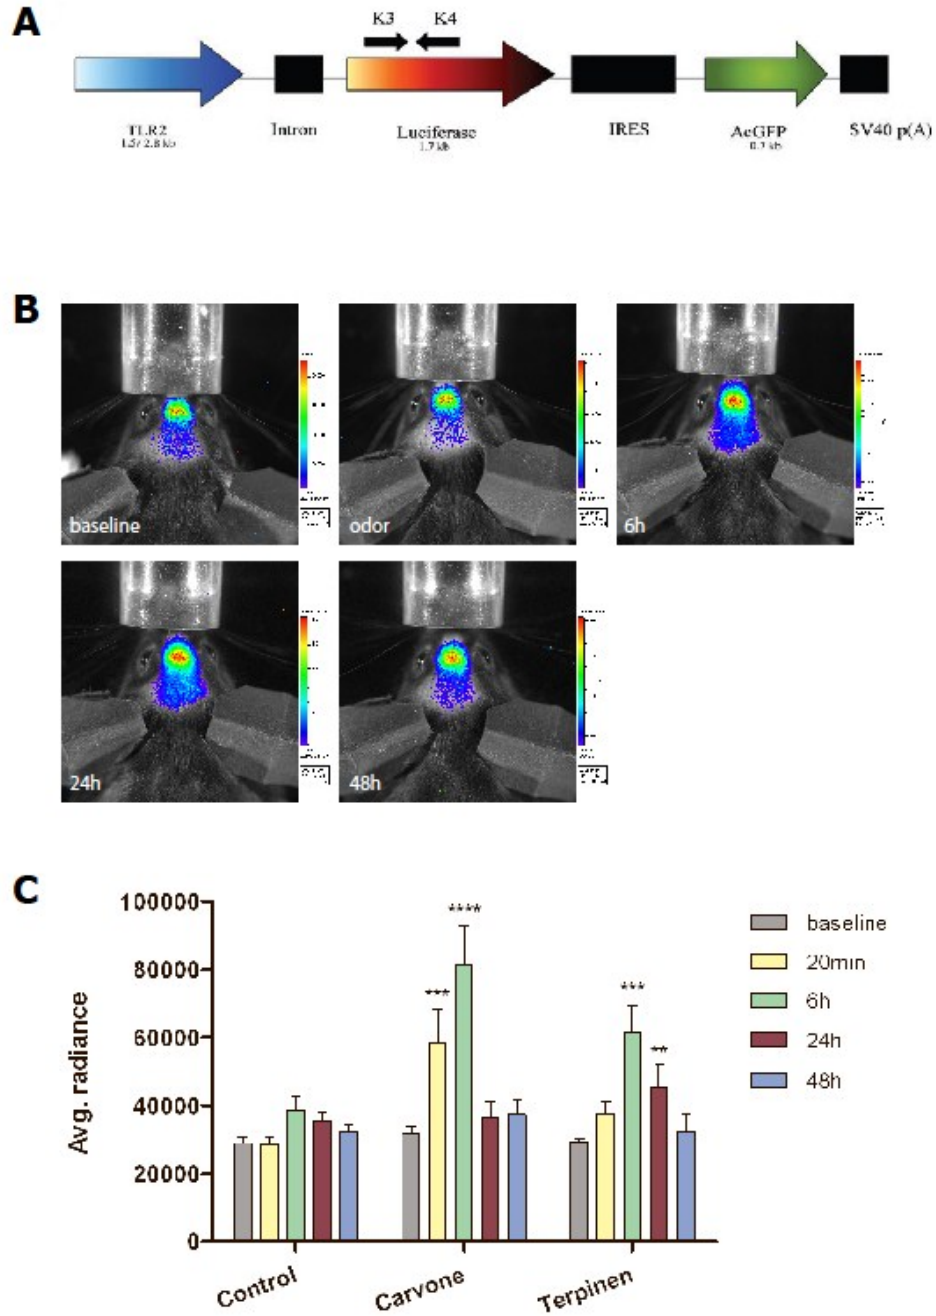 A
K3 K4
TLR2 Intron Luciferase IRES AcGFP SV40 p(A)
1.5/ 2.8 kb 1.7 kb 0.7 kb
B
baseline odor 6h
24h 48h
C
100000
80000
60000
40000
20000
0
Avg. radiance
*** **** *** **
Control Carvone Terpinen
baseline
20min
6h
24h
48h